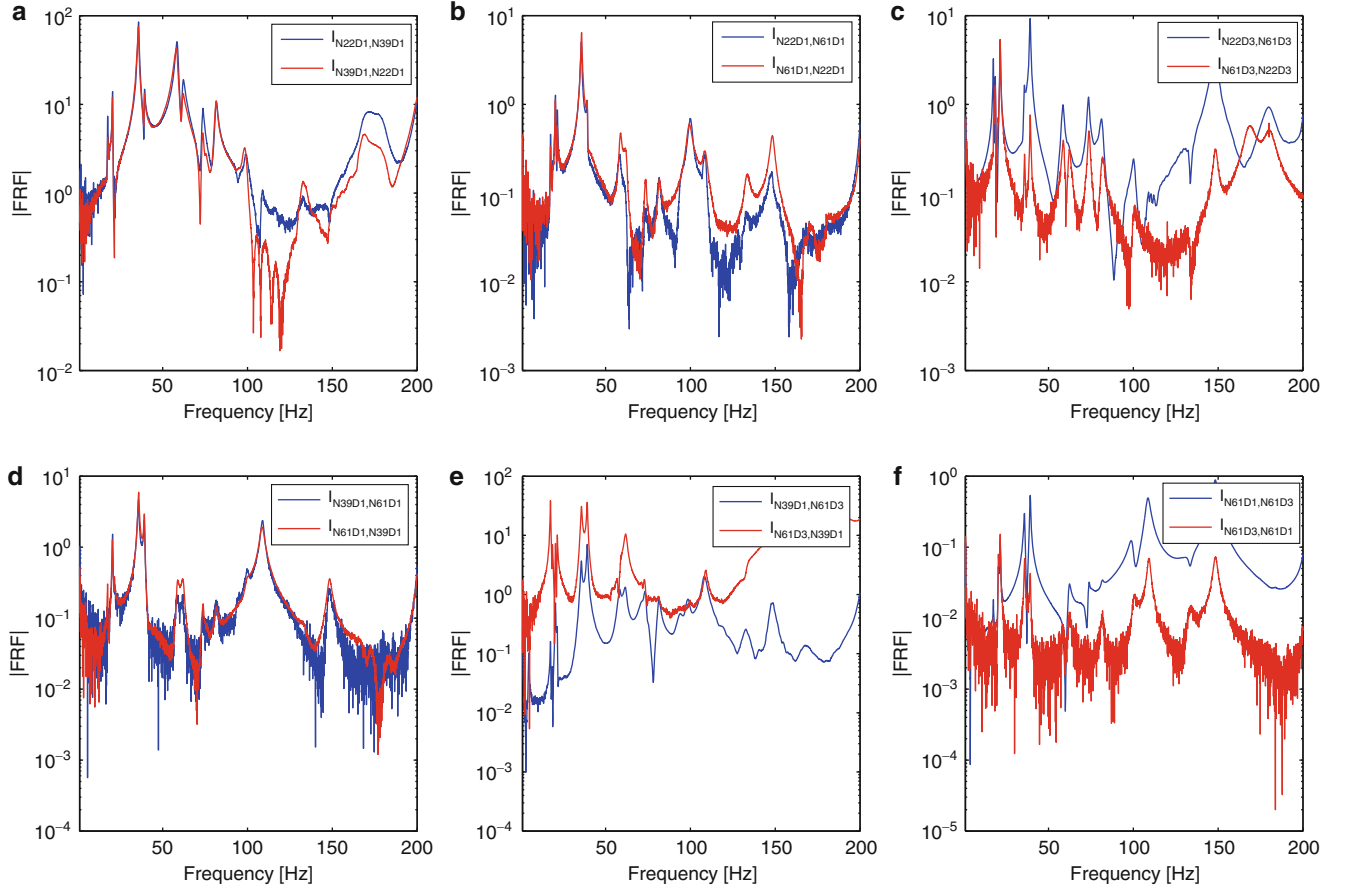 a
10^2
10^1
10^0
10^-1
10^-2
|FRF|
50
100
150
200
Frequency [Hz]
I_N22D1,N39D1
I_N39D1,N22D1
b
10^1
10^0
10^-1
10^-2
10^-3
|FRF|
50
100
150
200
Frequency [Hz]
I_N22D1,N61D1
I_N61D1,N22D1
c
10^1
10^0
10^-1
10^-2
10^-3
|FRF|
50
100
150
200
Frequency [Hz]
I_N22D3,N61D3
I_N61D3,N22D3
d
10^1
10^0
10^-1
10^-2
10^-3
10^-4
|FRF|
50
100
150
200
Frequency [Hz]
I_N39D1,N61D1
I_N61D1,N39D1
e
10^2
10^1
10^0
10^-1
10^-2
10^-3
10^-4
|FRF|
50
100
150
200
Frequency [Hz]
I_N39D1,N61D3
I_N61D3,N39D1
f
10^0
10^-1
10^-2
10^-3
10^-4
10^-5
|FRF|
50
100
150
200
Frequency [Hz]
I_N61D1,N61D3
I_N61D3,N61D1